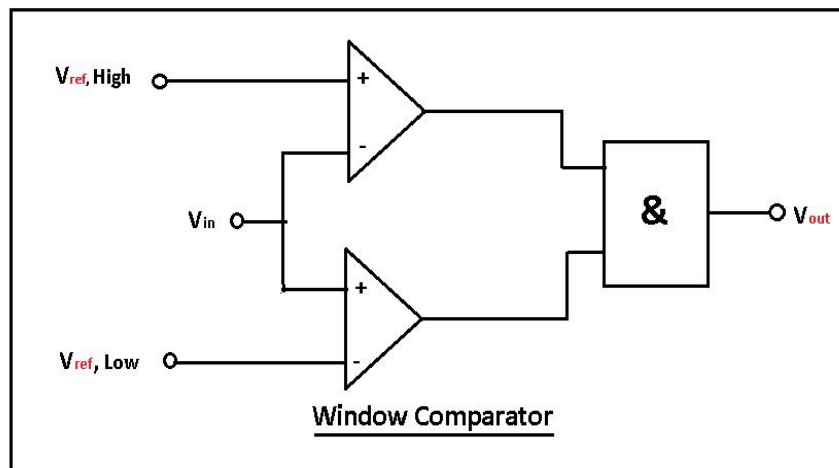 Vref, High
+
-
Vin
&
Vout
+
-
Vref, Low
Window Comparator